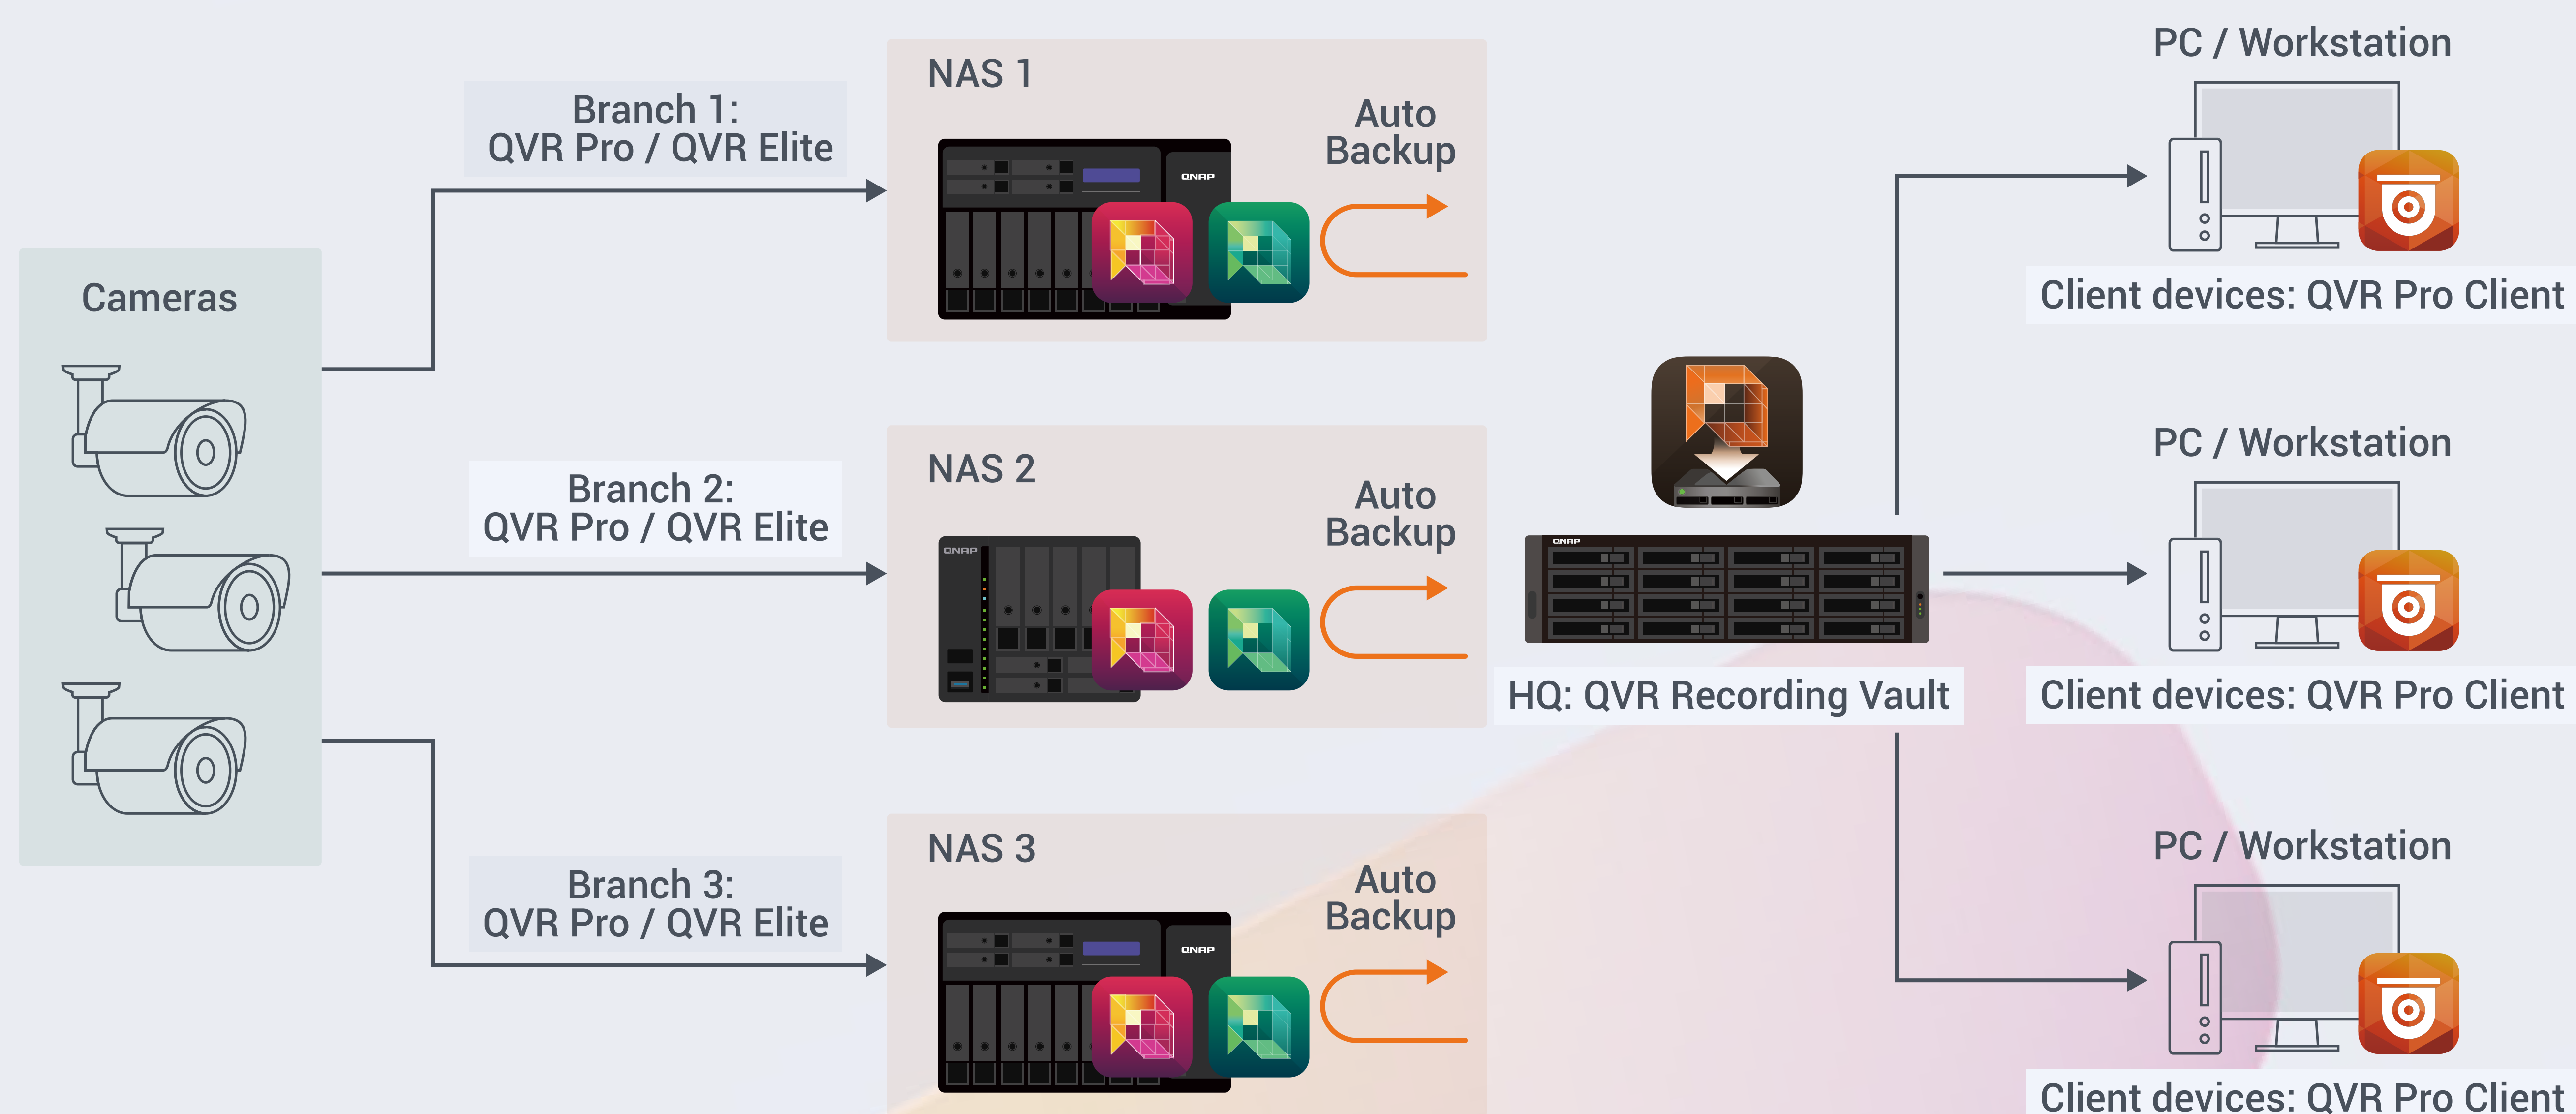 Cameras
Branch 1:
QVR Pro / QVR Elite
NAS 1
QNAP
Auto
Backup
Branch 2:
QVR Pro / QVR Elite
NAS 2
QNAP
Auto
Backup
Branch 3:
QVR Pro / QVR Elite
NAS 3
QNAP
Auto
Backup
QNAP
HQ: QVR Recording Vault
PC / Workstation
Client devices: QVR Pro Client
PC / Workstation
Client devices: QVR Pro Client
PC / Workstation
Client devices: QVR Pro Client